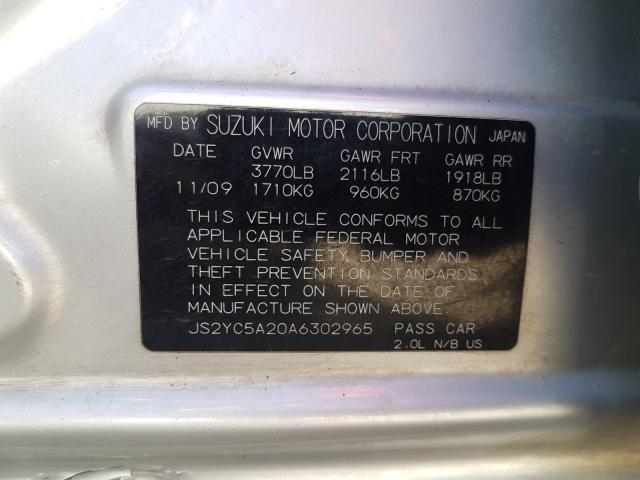 MFD BY SUZUKI MOTOR CORPORATION JAPAN
DATE GVWR GAWR FRT GAWR RR
3770LB 2116LB 1918LB
11/09 1710KG 960KG 870KG
THIS VEHICLE CONFORMS TO ALL
APPLICABLE FEDERAL MOTOR
VEHICLE SAFETY, BUMPER AND
THEFT PREVENTION STANDARDS
IN EFFECT ON THE DATE OF
MANUFACTURE SHOWN ABOVE.
JS2YC5A20A6302965 PASS CAR
2.0L N/B US